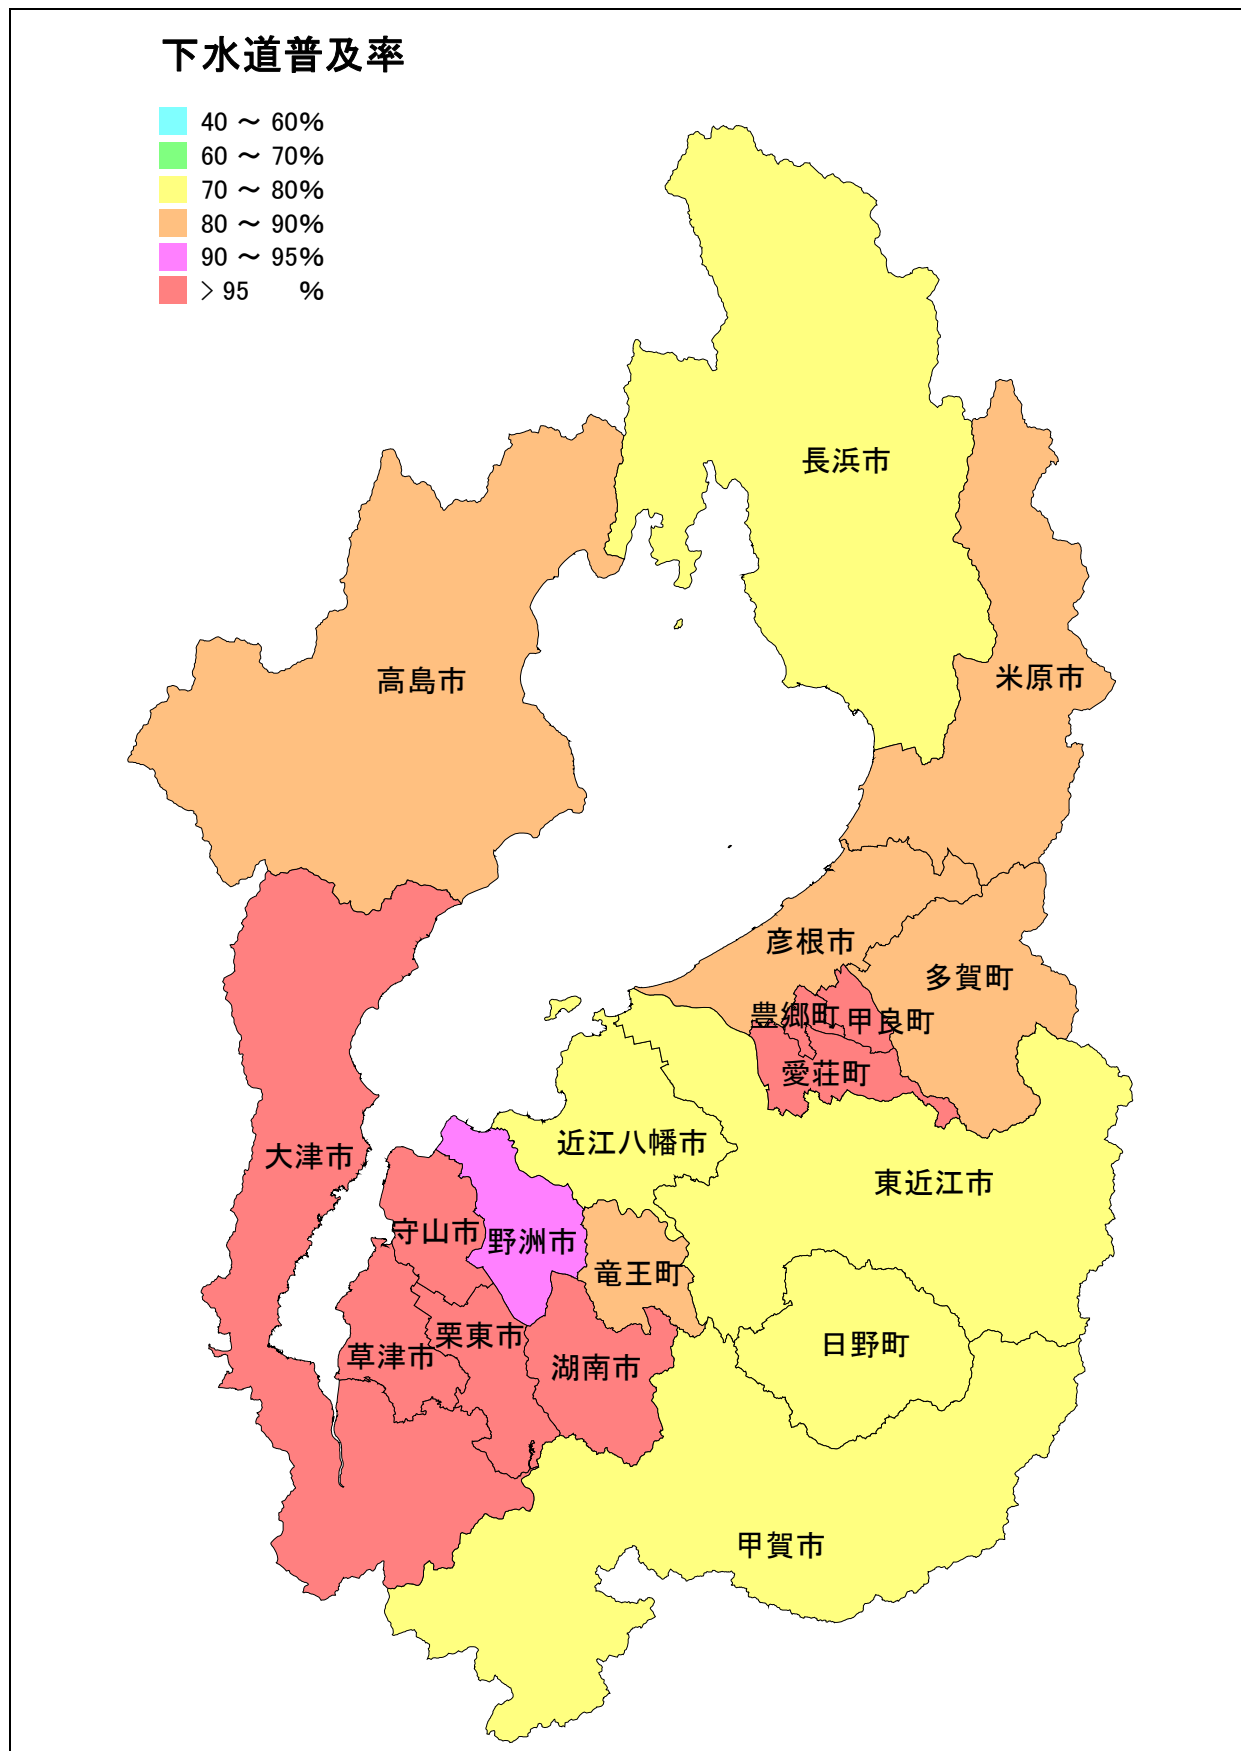 下水道普及率
40 ～ 60%
60 ～ 70%
70 ～ 80%
80 ～ 90%
90 ～ 95%
> 95 %
長浜市
米原市
高島市
彦根市
多賀町
豊郷町
甲良町
愛荘町
近江八幡市
大津市
東近江市
守山市
野洲市
竜王町
栗東市
日野町
草津市
湖南市
甲賀市